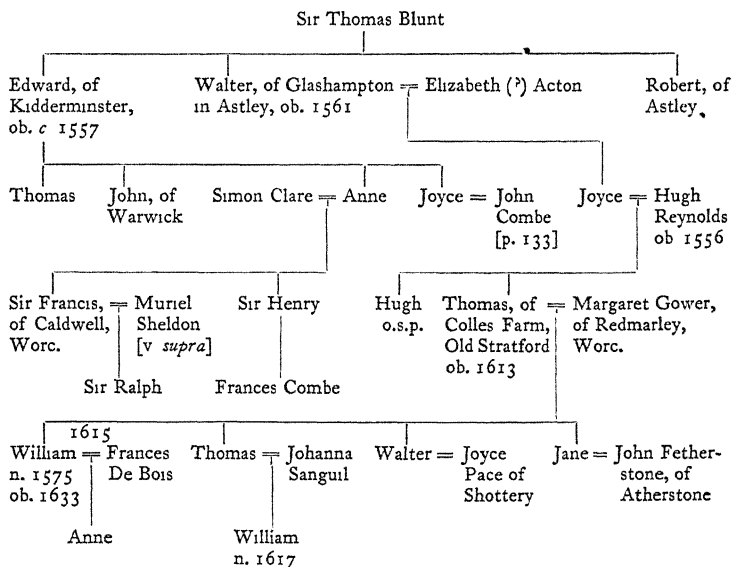 Sir Thomas Blunt
Edward, of Walter, of Glashampton = Elizabeth (?) Acton Robert, of
Kidderminster, in Astley, ob. 1561 Astley.
ob. c 1557
Thomas John, of Simon Clare = Anne Joyce = John Joyce = Hugh
Warwick Combe Reynolds
[p. 133] ob 1556
Sir Francis, = Muriel Sir Henry Hugh Thomas, of = Margaret Gower,
of Caldwell, Sheldon o.s.p. Colles Farm, of Redmarley,
Worc. [v supra] Old Stratford Worc.
ob. 1613
Sir Ralph Frances Combe
1615
William = Frances Thomas = Johanna Walter = Joyce Jane = John Fether-
n. 1575 De Bois Sanguil Pace of stone, of
ob. 1633 Shottery Atherstone
Anne William
n. 1617